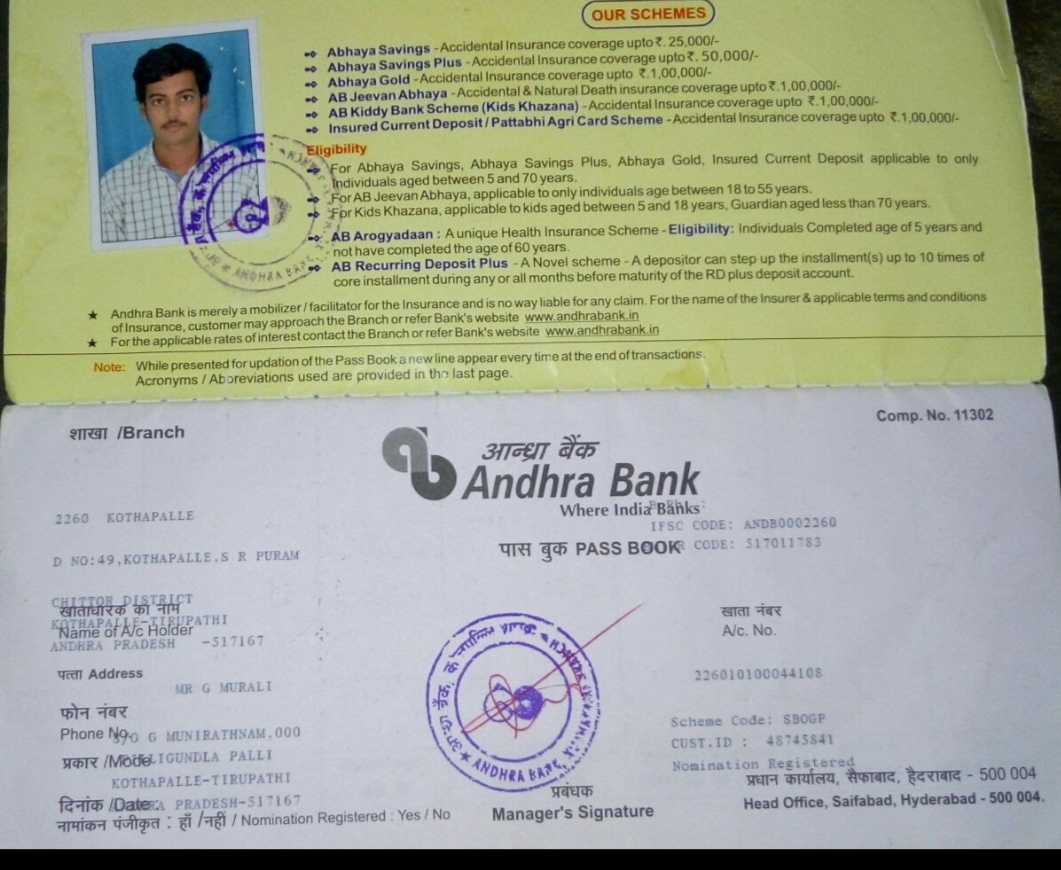 OUR SCHEMES
➾ Abhaya Savings - Accidental Insurance coverage upto ₹. 25,000/-
➾ Abhaya Savings Plus - Accidental Insurance coverage upto ₹. 50,000/-
➾ Abhaya Gold - Accidental Insurance coverage upto ₹.1,00,000/-
➾ AB Jeevan Abhaya - Accidental & Natural Death insurance coverage upto ₹.1,00,000/-
➾ AB Kiddy Bank Scheme (Kids Khazana) - Accidental Insurance coverage upto ₹.1,00,000/-
➾ Insured Current Deposit / Pattabhi Agri Card Scheme - Accidental Insurance coverage upto ₹.1,00,000/-
Eligibility
For Abhaya Savings, Abhaya Savings Plus, Abhaya Gold, Insured Current Deposit applicable to only
Individuals aged between 5 and 70 years.
➾ For AB Jeevan Abhaya, applicable to only individuals age between 18 to 55 years.
➾ For Kids Khazana, applicable to kids aged between 5 and 18 years, Guardian aged less than 70 years.
➾ AB Arogyadaan : A unique Health Insurance Scheme - Eligibility: Individuals Completed age of 5 years and
not have completed the age of 60 years.
➾ AB Recurring Deposit Plus - A Novel scheme - A depositor can step up the installment(s) up to 10 times of
core installment during any or all months before maturity of the RD plus deposit account.
ANDHRA BANK
★ Andhra Bank is merely a mobilizer / facilitator for the Insurance and is no way liable for any claim. For the name of the Insurer & applicable terms and conditions
of Insurance, customer may approach the Branch or refer Bank's website www.andhrabank.in
★ For the applicable rates of interest contact the Branch or refer Bank's website www.andhrabank.in
Note: While presented for updation of the Pass Book a new line appear every time at the end of transactions.
Acronyms / Abbreviations used are provided in the last page.
Comp. No. 11302
शाखा /Branch
आन्ध्रा बैंक
Andhra Bank
Where India Banks
2260 KOTHAPALLE
IFSC CODE: ANDB0002260
पास बुक PASS BOOK
CODE: 517011783
D NO:49,KOTHAPALLE,S R PURAM
CHITTOR DISTRICT
खाताधारक का नाम
KOTHAPALLE-TIRUPATHI
Name of A/c Holder
ANDHRA PRADESH -517167
खाता नंबर
A/c. No.
पत्ता Address
226010100044108
MR G MURALI
फोन नंबर
Phone No.
S/O G MUNIRATHNAM,000
Scheme Code: SBOGP
CUST.ID : 48745841
प्रकार /Mode
LIGUNDLA PALLI
Nomination Registered
KOTHAPALLE-TIRUPATHI
प्रधान कार्यालय, सैफाबाद, हैदराबाद - 500 004
ANDHRA BANK
प्रबंधक
दिनांक /Date
PRADESH-517167
Head Office, Saifabad, Hyderabad - 500 004.
Manager's Signature
नामांकन पंजीकृत : हाँ /नहीं / Nomination Registered : Yes / No